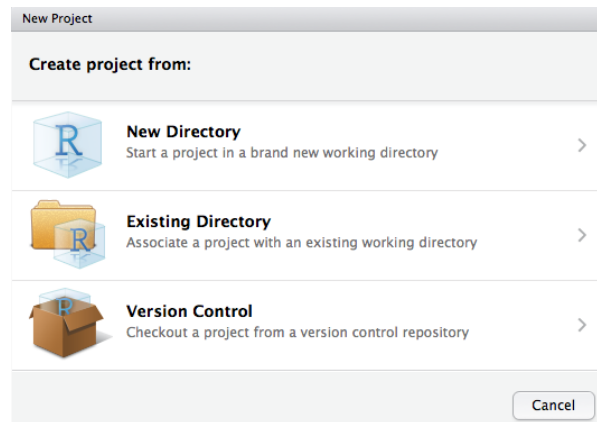 New Project
Create project from:
R
New Directory
Start a project in a brand new working directory
R
Existing Directory
Associate a project with an existing working directory
R
Version Control
Checkout a project from a version control repository
Cancel